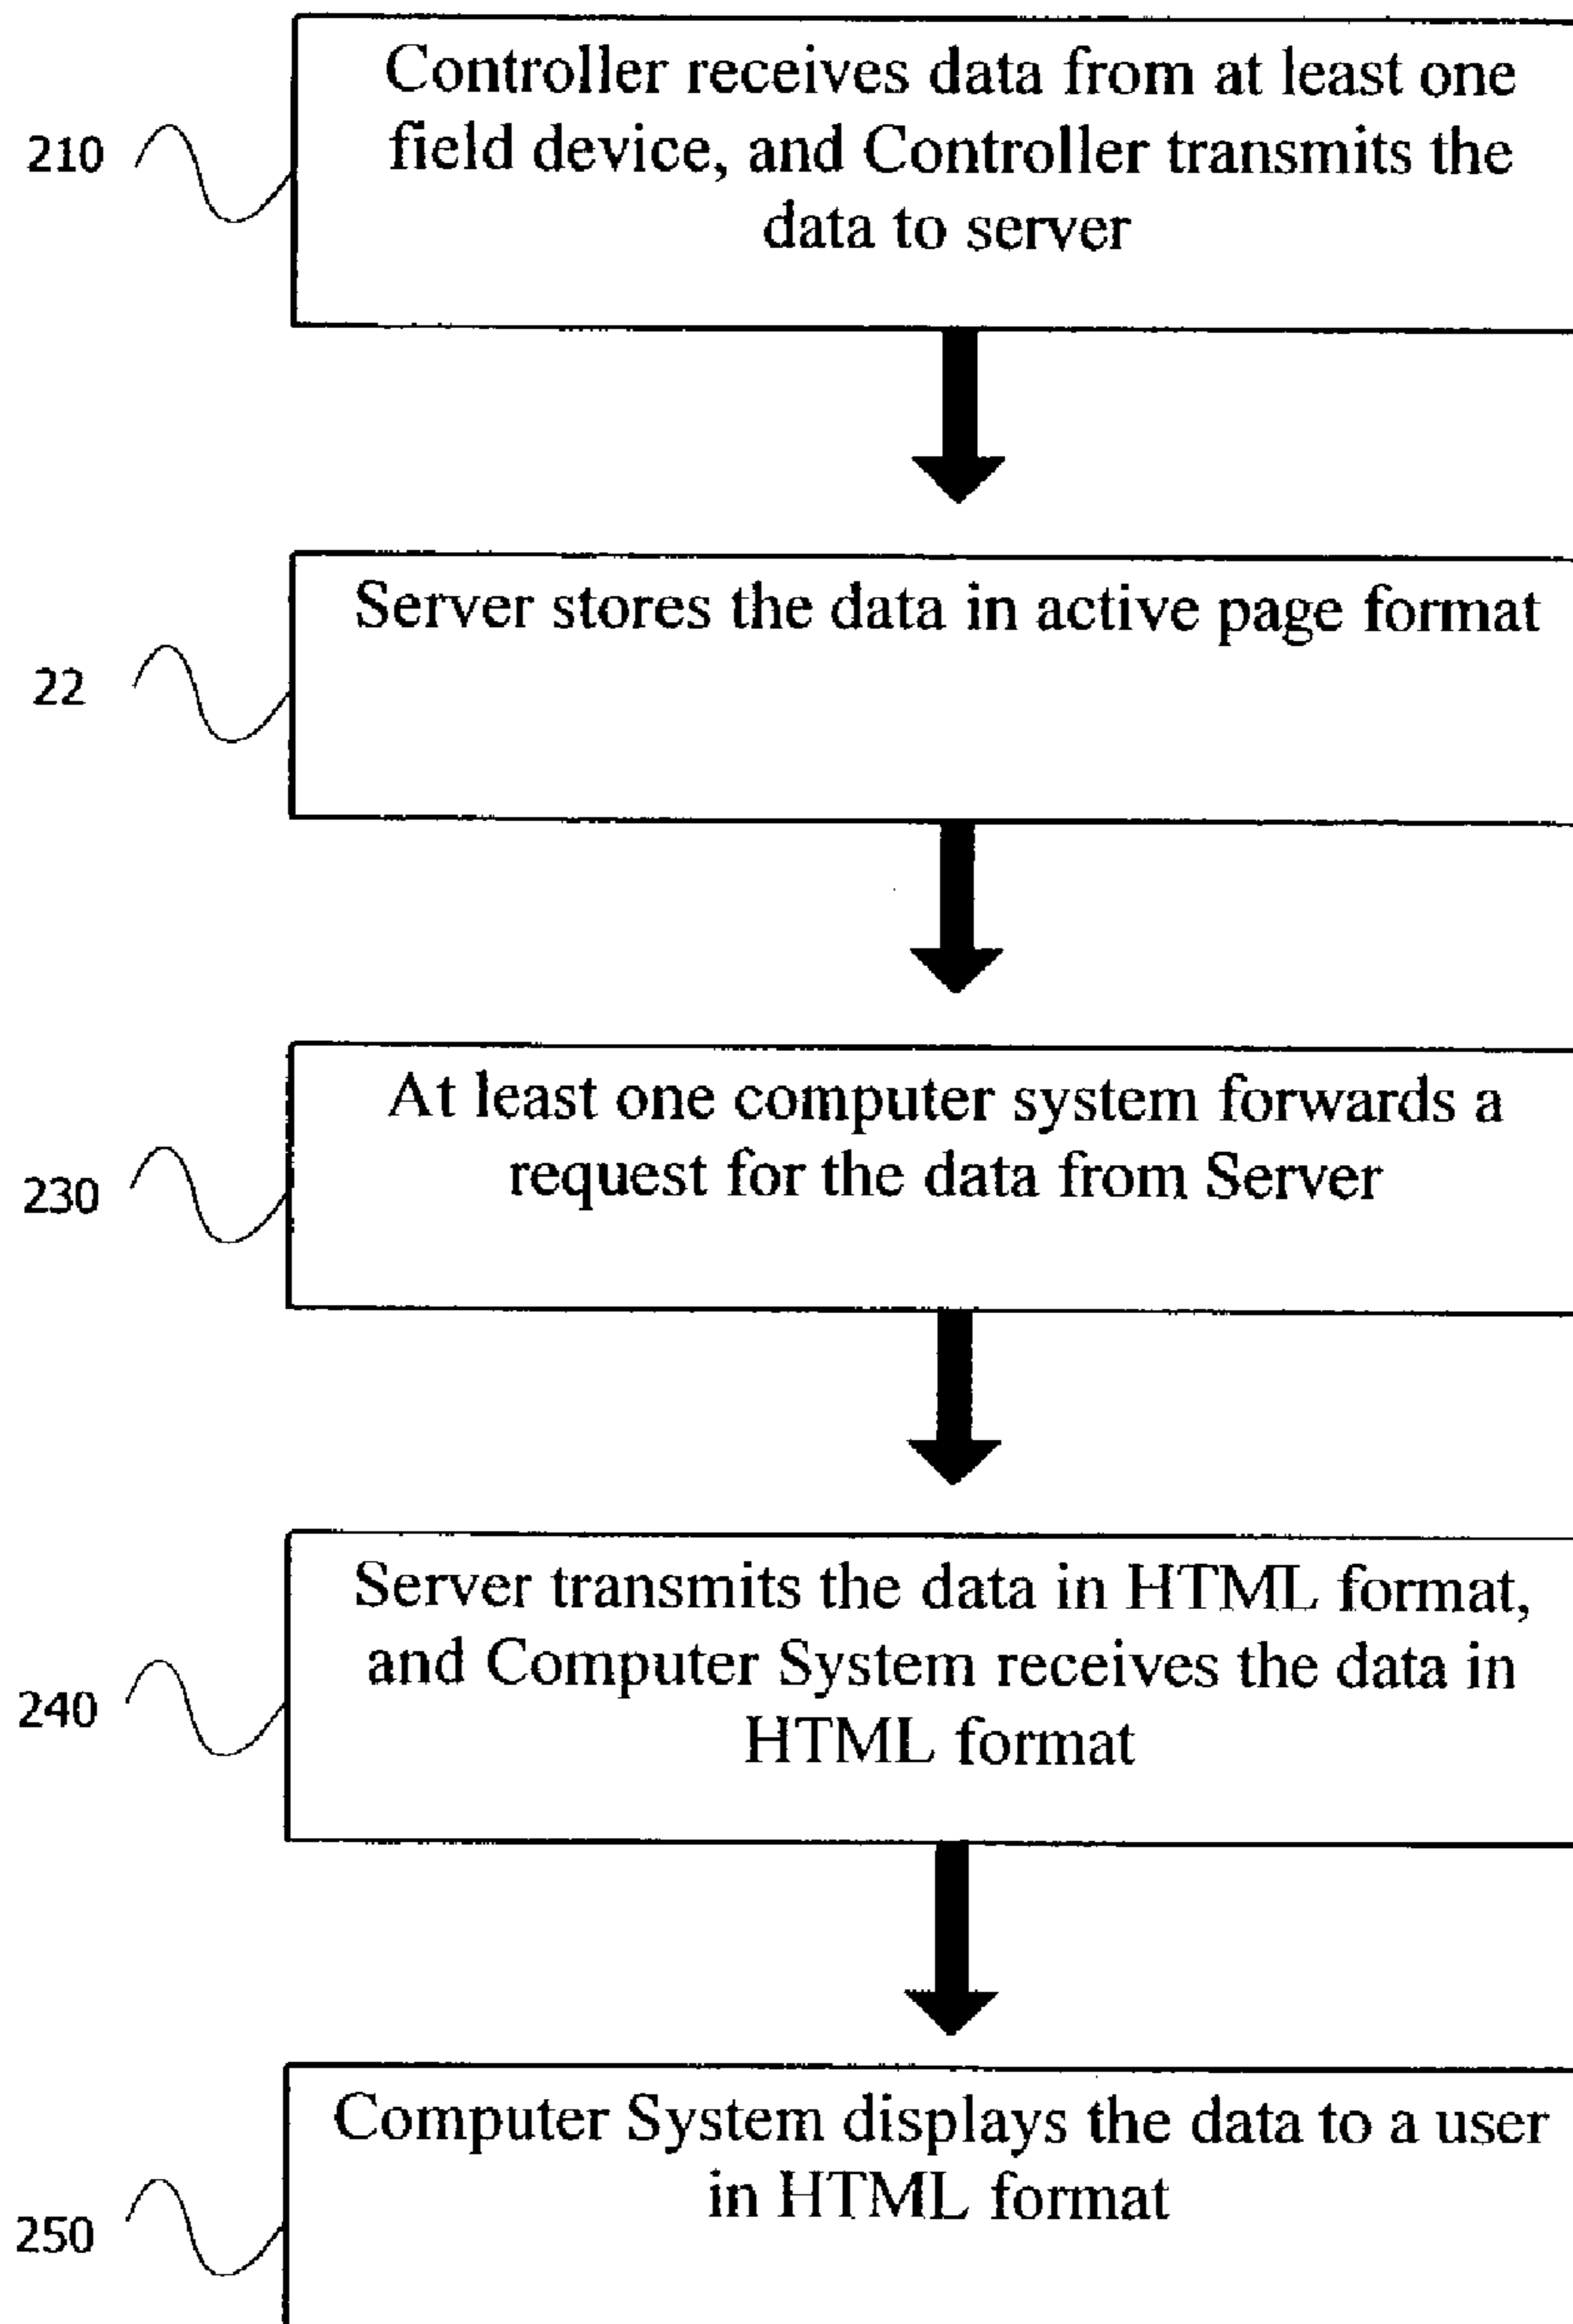 Controller receives data from at least one
field device, and Controller transmits the
data to server
210
Server stores the data in active page format
22
At least one computer system forwards a
request for the data from Server
230
Server transmits the data in HTML format,
and Computer System receives the data in
HTML format
240
Computer System displays the data to a user
in HTML format
250